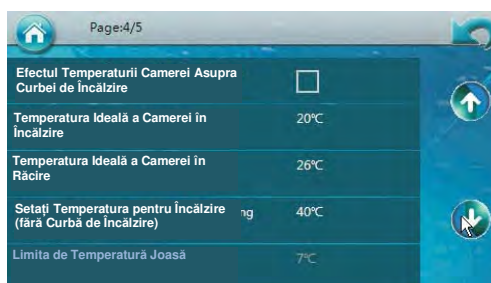 Page:4/5
Efectul Temperaturii Camerei Asupra
Curbei de Încălzire
Temperatura Ideală a Camerei în
Încălzire
20℃
Temperatura Ideală a Camerei în
Răcire
26℃
Setați Temperatura pentru Încălzire
(fără Curbă de Încălzire)
ng
40℃
Limita de Temperatură Joasă
7℃